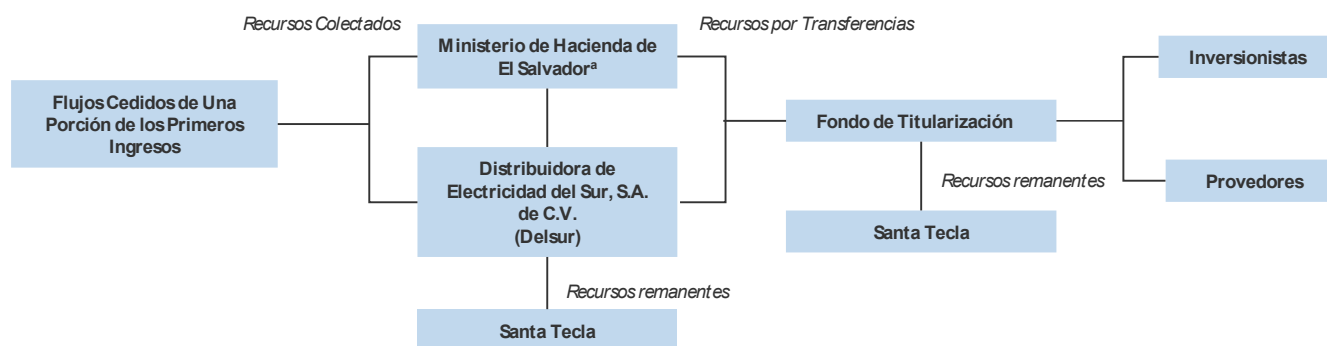 Recursos Colectados
Recursos por Transferencias
Ministerio de Hacienda de
El Salvadorª
Inversionistas
Flujos Cedidos de Una
Porción de los Primeros
Ingresos
Fondo de Titularización
Distribuidora de
Electricidad del Sur, S.A.
de C.V.
(Delsur)
Recursos remanentes
Provedores
Santa Tecla
Recursos remanentes
Santa Tecla